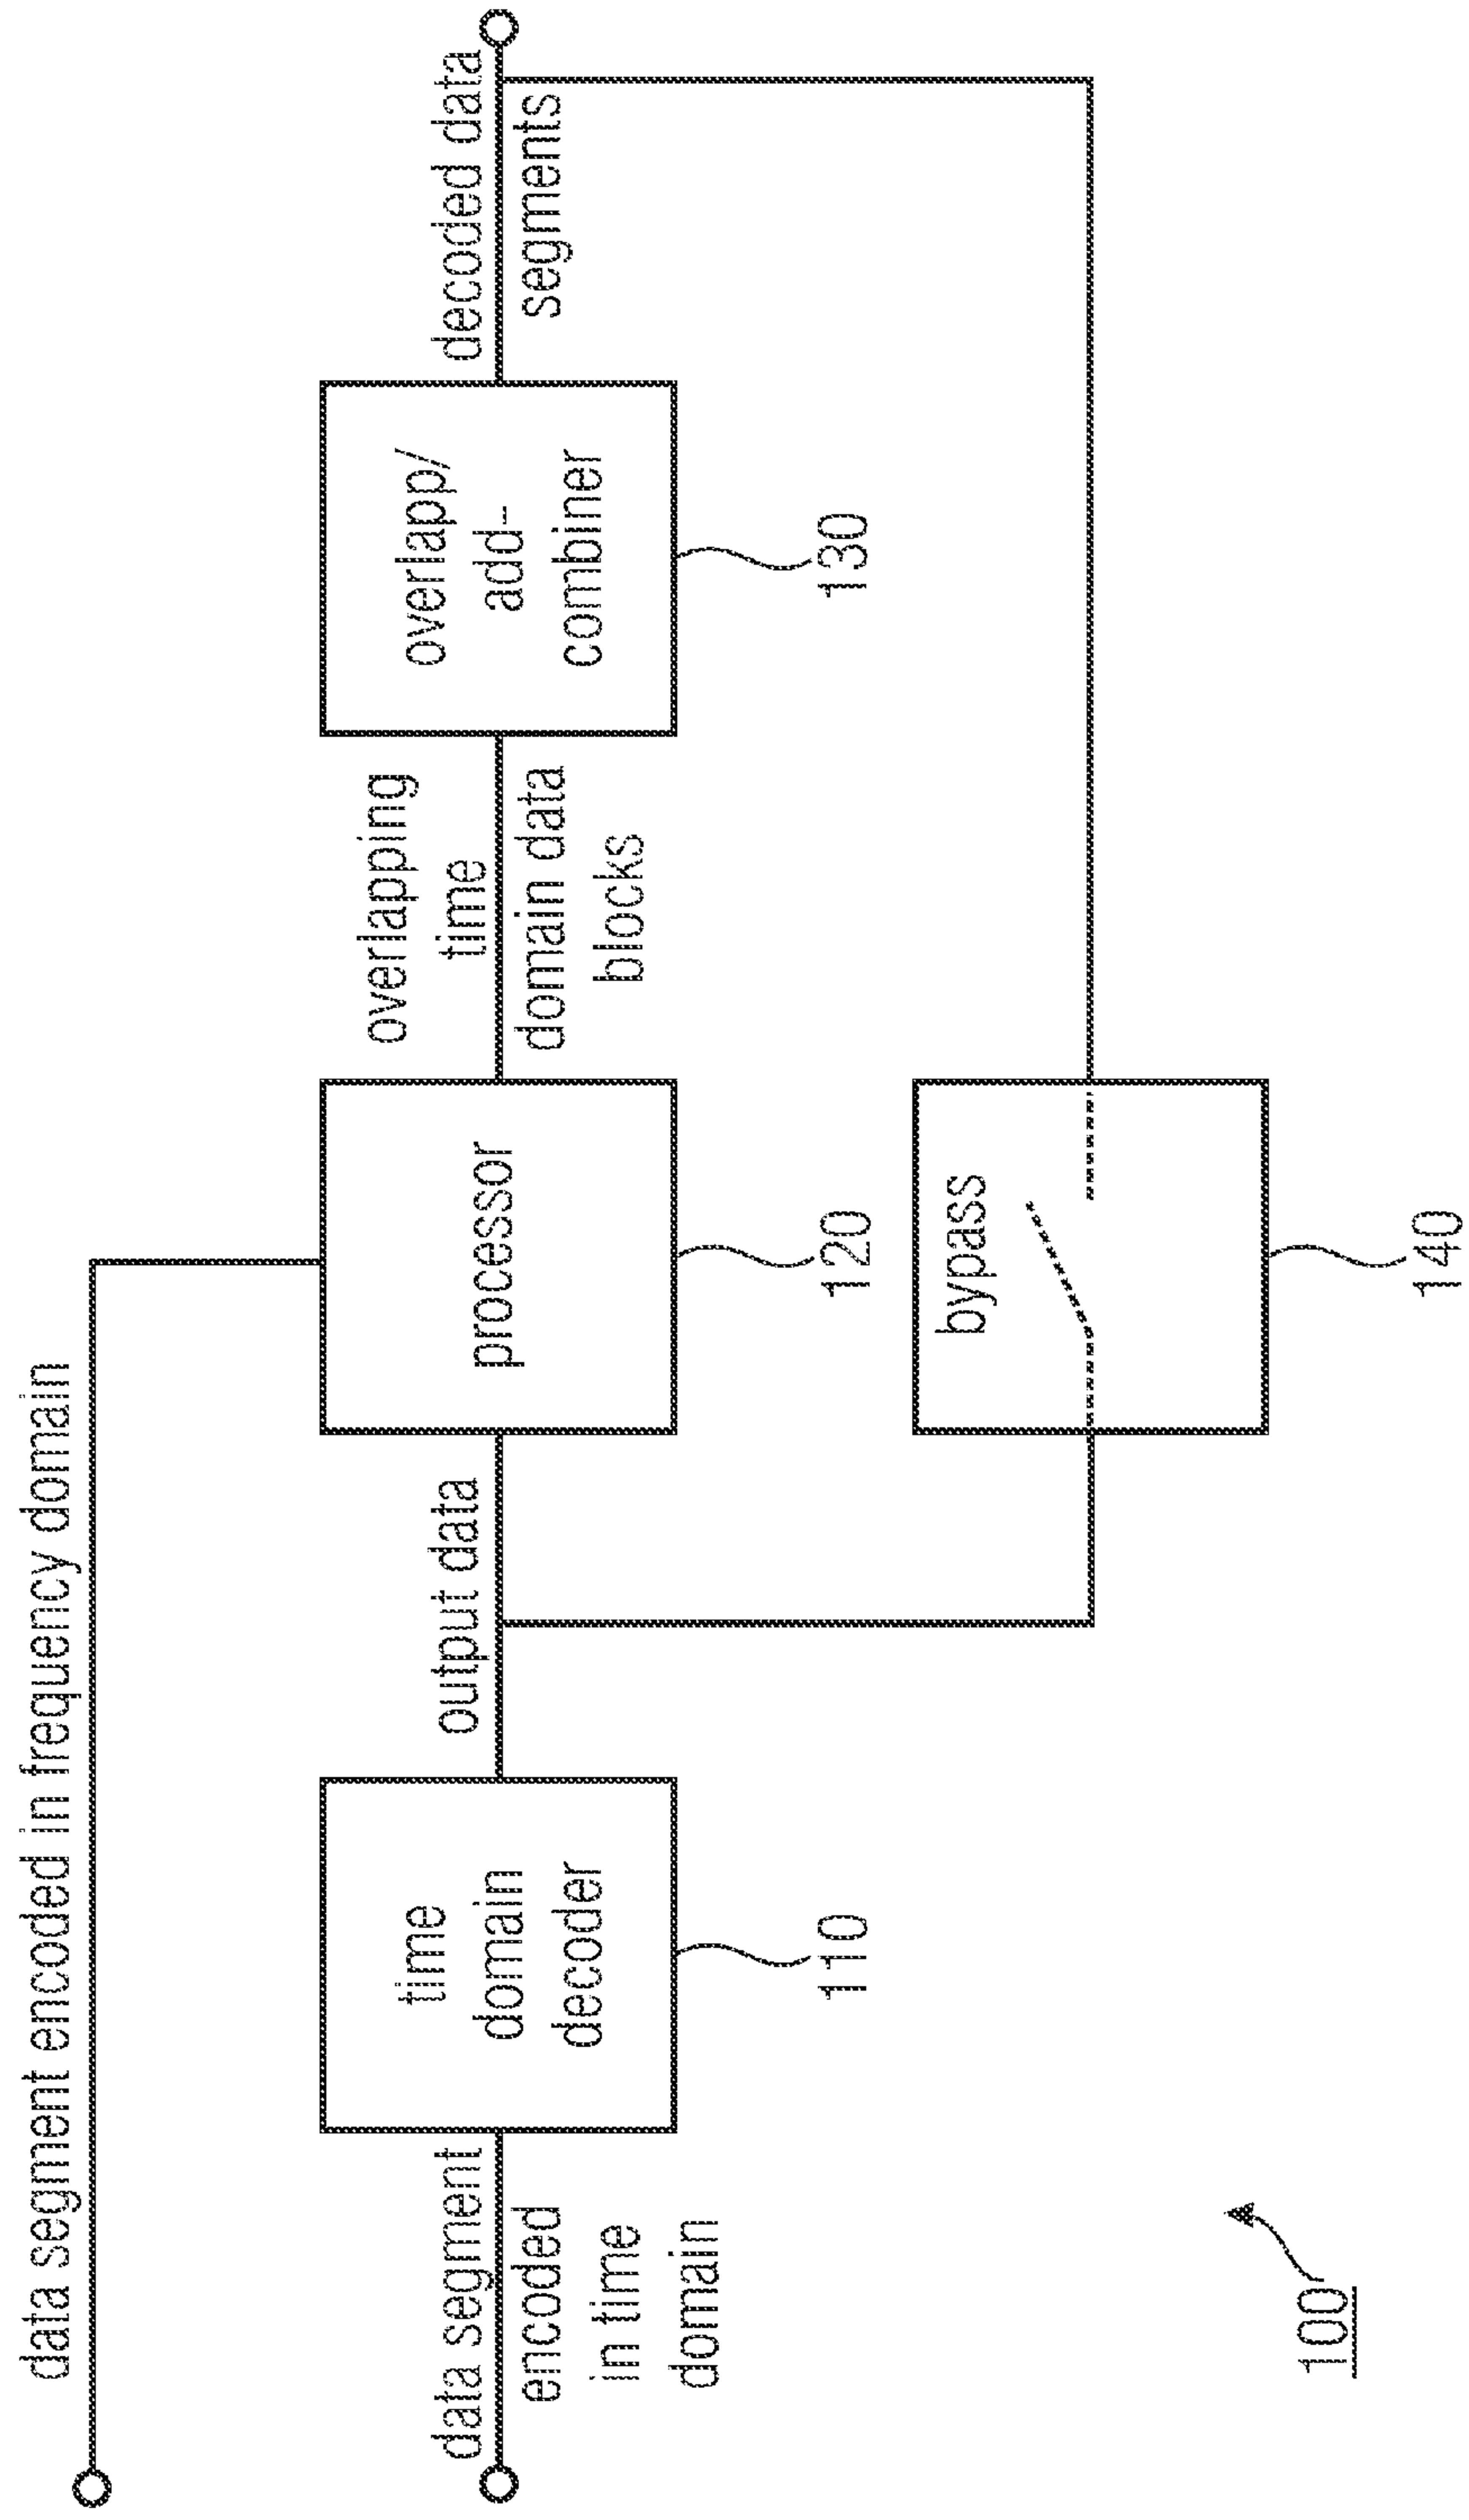 data segment encoded in frequency domain
data segment
encoded
in time
domain
time
domain
decoder
110
output data
processor
120
overlapping
time
domain data
blocks
overlapp/
add-
combiner
130
decoded data
segments
bypass
140
100